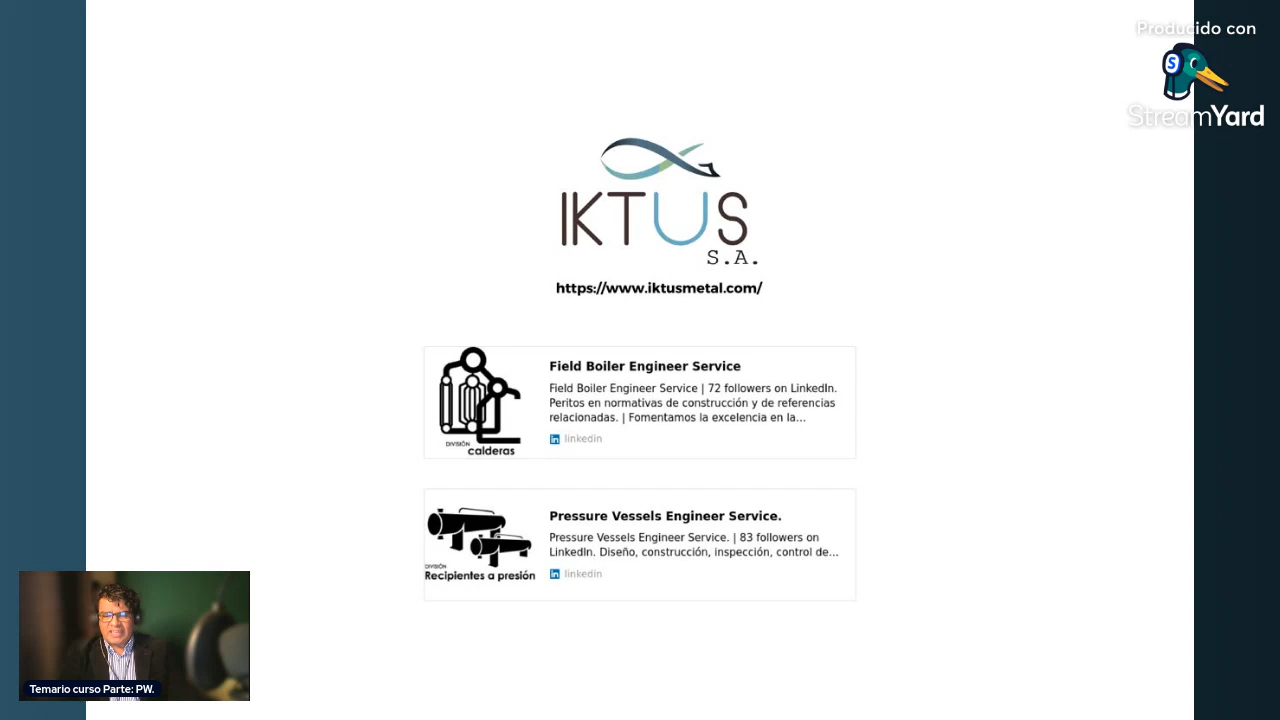 Producido con
StreamYard
IKTUS
S.A.
https://www.iktusmetal.com/
DIVISIÓN
calderas
Field Boiler Engineer Service
Field Boiler Engineer Service | 72 followers on LinkedIn.
Peritos en normativas de construcción y de referencias
relacionadas. | Fomentamos la excelencia en la...
in linkedin
DIVISIÓN
Recipientes a presión
Pressure Vessels Engineer Service.
Pressure Vessels Engineer Service. | 83 followers on
LinkedIn. Diseño, construcción, inspección, control de...
in linkedin
Temario curso Parte: PW.